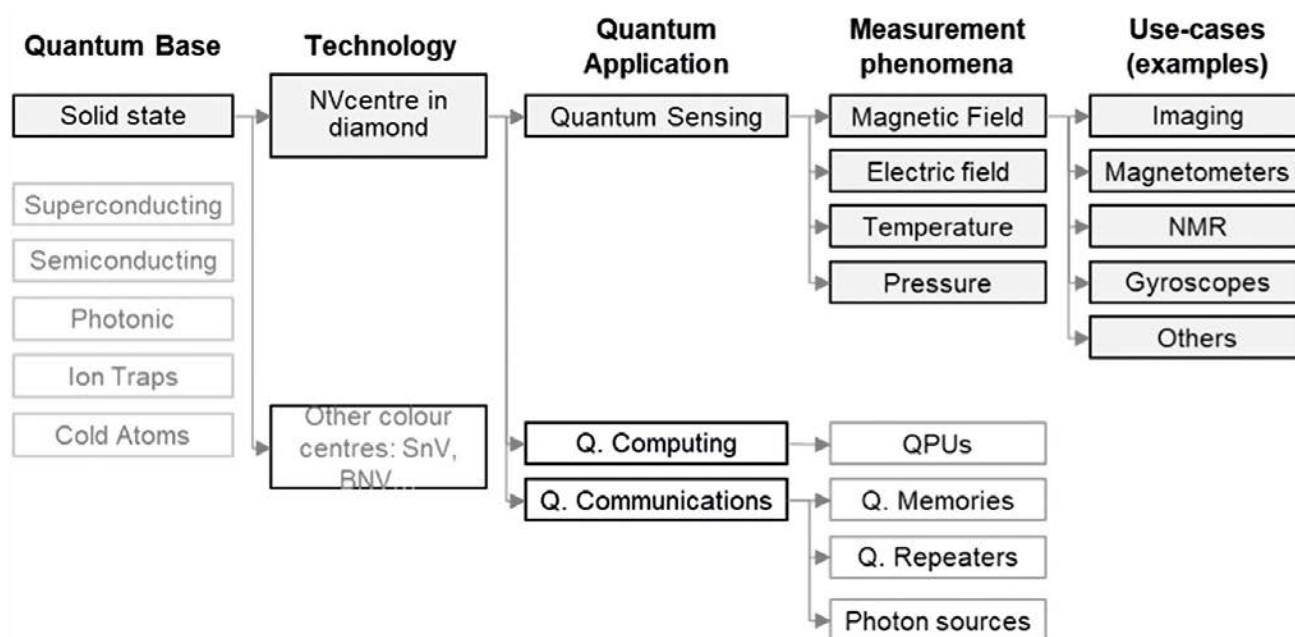 Quantum Base
Technology
Quantum
Application
Measurement
phenomena
Use-cases
(examples)
Solid state
Superconducting
Semiconducting
Photonic
Ion Traps
Cold Atoms
NVcentre in
diamond
Other colour
centres: SnV,
BNV...
Quantum Sensing
Q. Computing
Q. Communications
Magnetic Field
Electric field
Temperature
Pressure
QPUs
Q. Memories
Q. Repeaters
Photon sources
Imaging
Magnetometers
NMR
Gyroscopes
Others